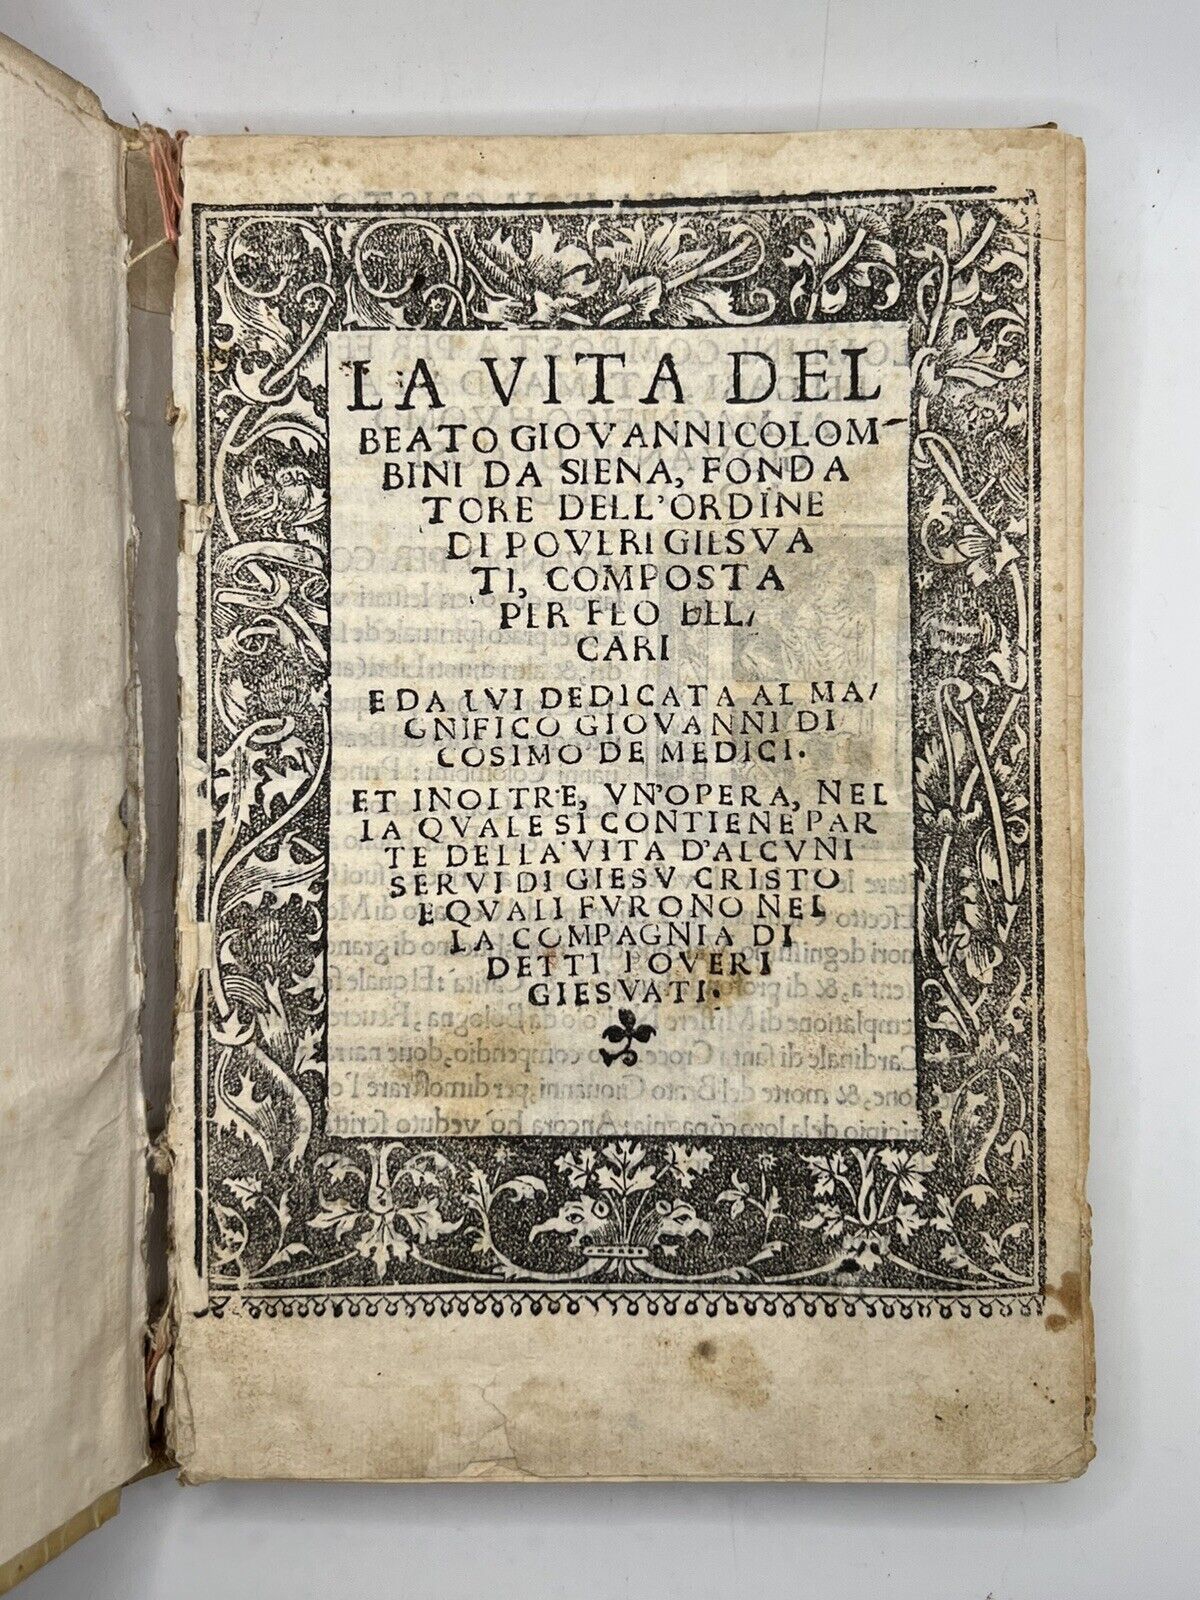 LA VITA DEL
BEATO GIOVANNI COLOM-
BINI DA SIENA, FONDA
TORE DELL'ORDINE
DI POVERI GIESVA
TI, COMPOSTA
PER FEO BEL/
CARI
E DA LVI DEDICATA AL MA/
GNIFICO GIOVANNI DI
COSIMO DE MEDICI.
ET INOLTRE, VN'OPERA, NEL
LA QVALE SI CONTIENE PAR
TE DELLA VITA D'ALCVNI
SERVI DI GIESV CRISTO
E QVALI FVRONO NEL
LA COMPAGNIA DI
DETTI POVERI
GIESVATI.